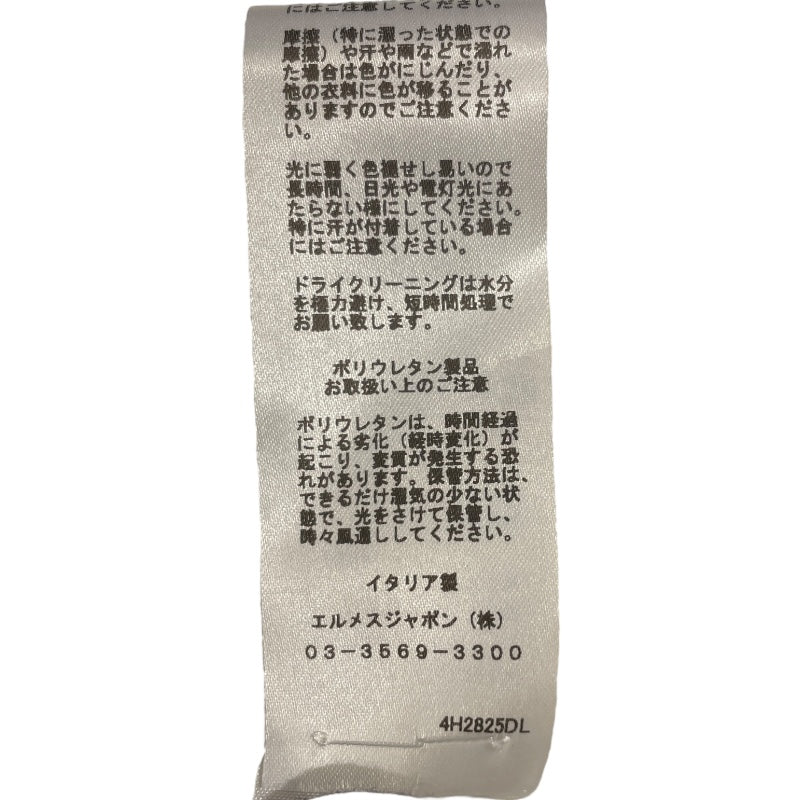 にはご注意してください。
摩擦（特に湿った状態での
摩擦）や汗や雨などで濡れ
た場合は色がにじんだり、
他の衣料に色が移ることが
ありますのでご注意くださ
い。
光に弱く色褪せし易いので
長時間、日光や電灯光にあ
たらない様にしてください。
特に汗が付着している場合
にはご注意ください。
ドライクリーニングは水分
を極力避け、短時間処理で
お願い致します。
ポリウレタン製品
お取扱い上のご注意
ポリウレタンは、時間経過
による劣化（経時変化）が
起こり、変質が発生する恐
れがあります。保管方法は、
できるだけ湿気の少ない状
態で、光をさけて保管し、
時々風通ししてください。
イタリア製
エルメスジャポン（株）
03-3569-3300
4H2825DL